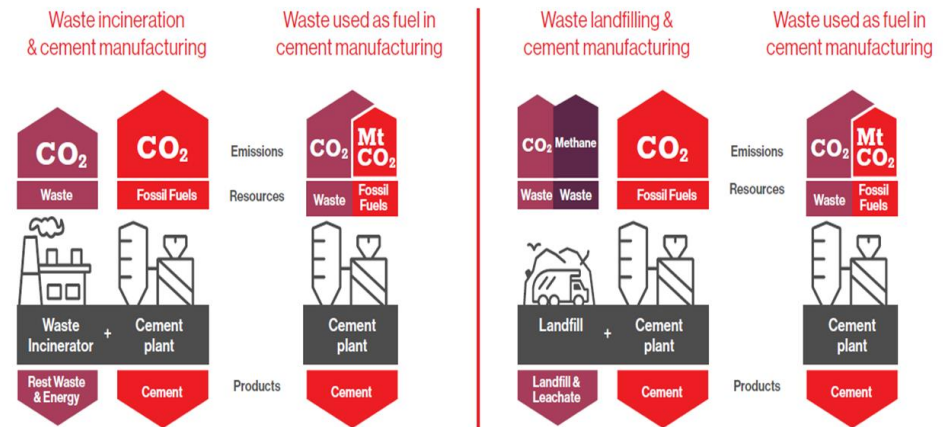 Waste incineration
& cement manufacturing
Waste used as fuel in
cement manufacturing
CO₂
CO₂
Emissions
CO₂
Mt
CO₂
Waste
Fossil Fuels
Resources
Waste
Fossil
Fuels
Waste
Incinerator
+
Cement
plant
Cement
plant
Rest Waste
& Energy
Cement
Products
Cement
Waste landfilling &
cement manufacturing
Waste used as fuel in
cement manufacturing
CO₂
Methane
CO₂
Emissions
CO₂
Mt
CO₂
Waste
Waste
Fossil Fuels
Resources
Waste
Fossil
Fuels
Landfill
+
Cement
plant
Cement
plant
Landfill &
Leachate
Cement
Products
Cement